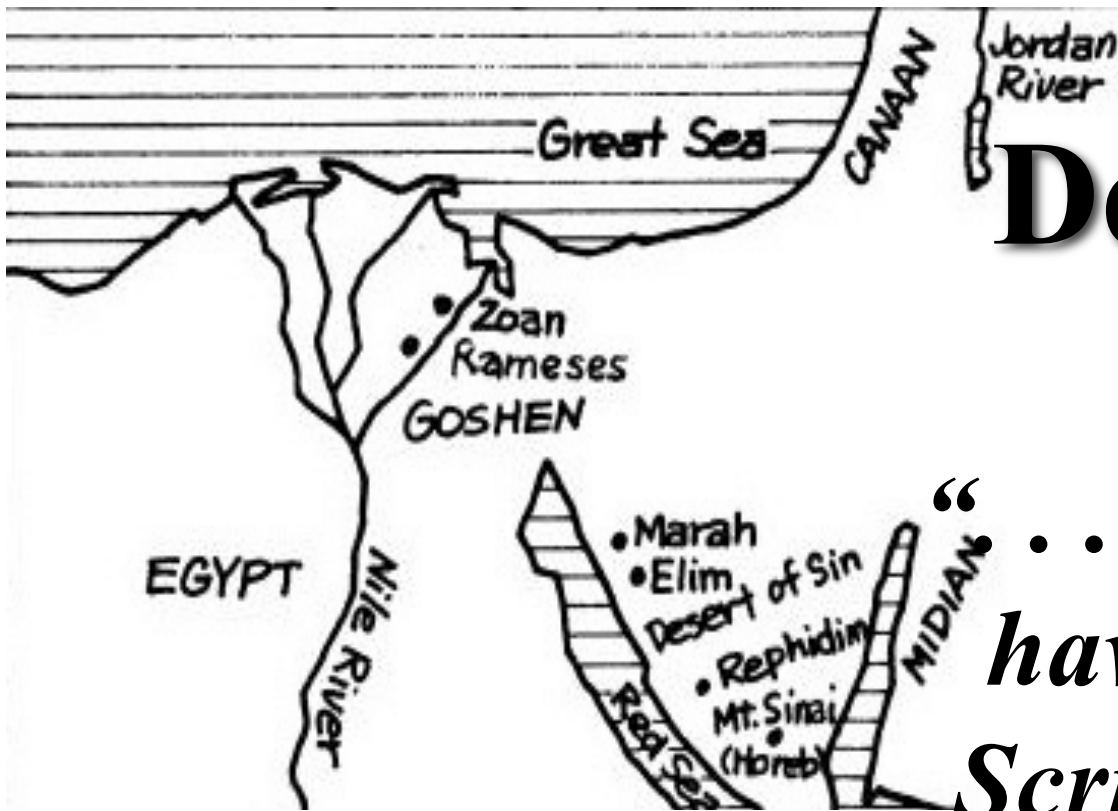 Jordan
River
CANAAN
Great Sea
Zoan
Rameses
GOSHEN
“. . .
Marah
Elim
Desert of Sin
EGYPT
Nile River
MIDIAN
Rephidim
Mt. Sinai
(Horeb)
Red Sea